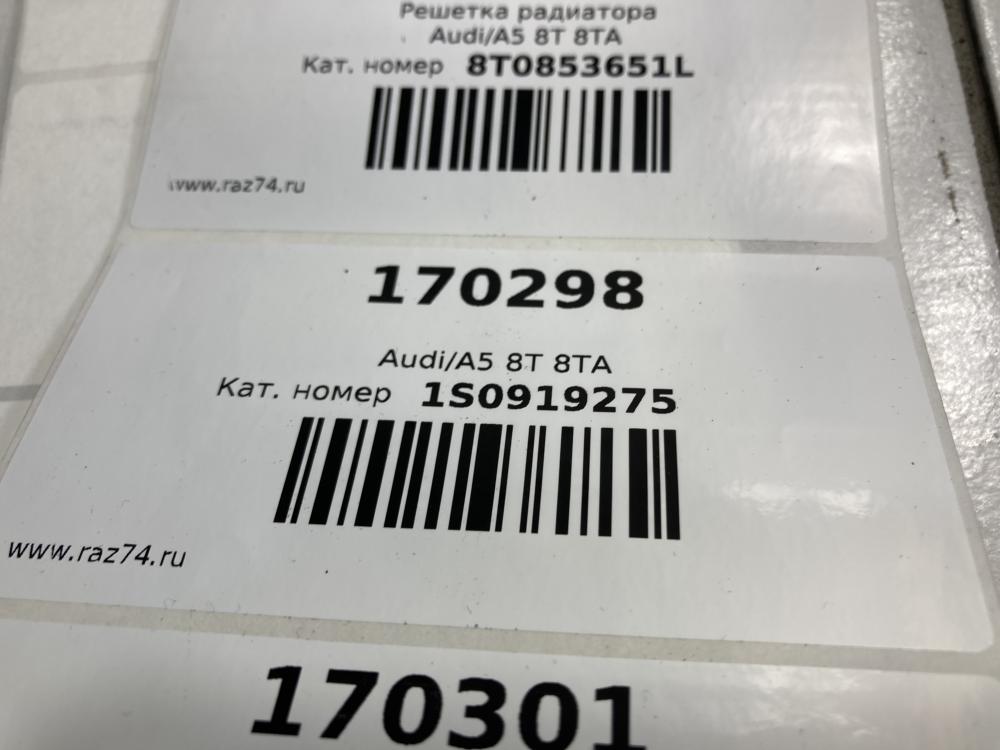 Решетка радиатора
Audi/A5 8T 8TA
Кат. номер 8T0853651L
www.raz74.ru
170298
Audi/A5 8T 8TA
Кат. номер 1S0919275
www.raz74.ru
170301